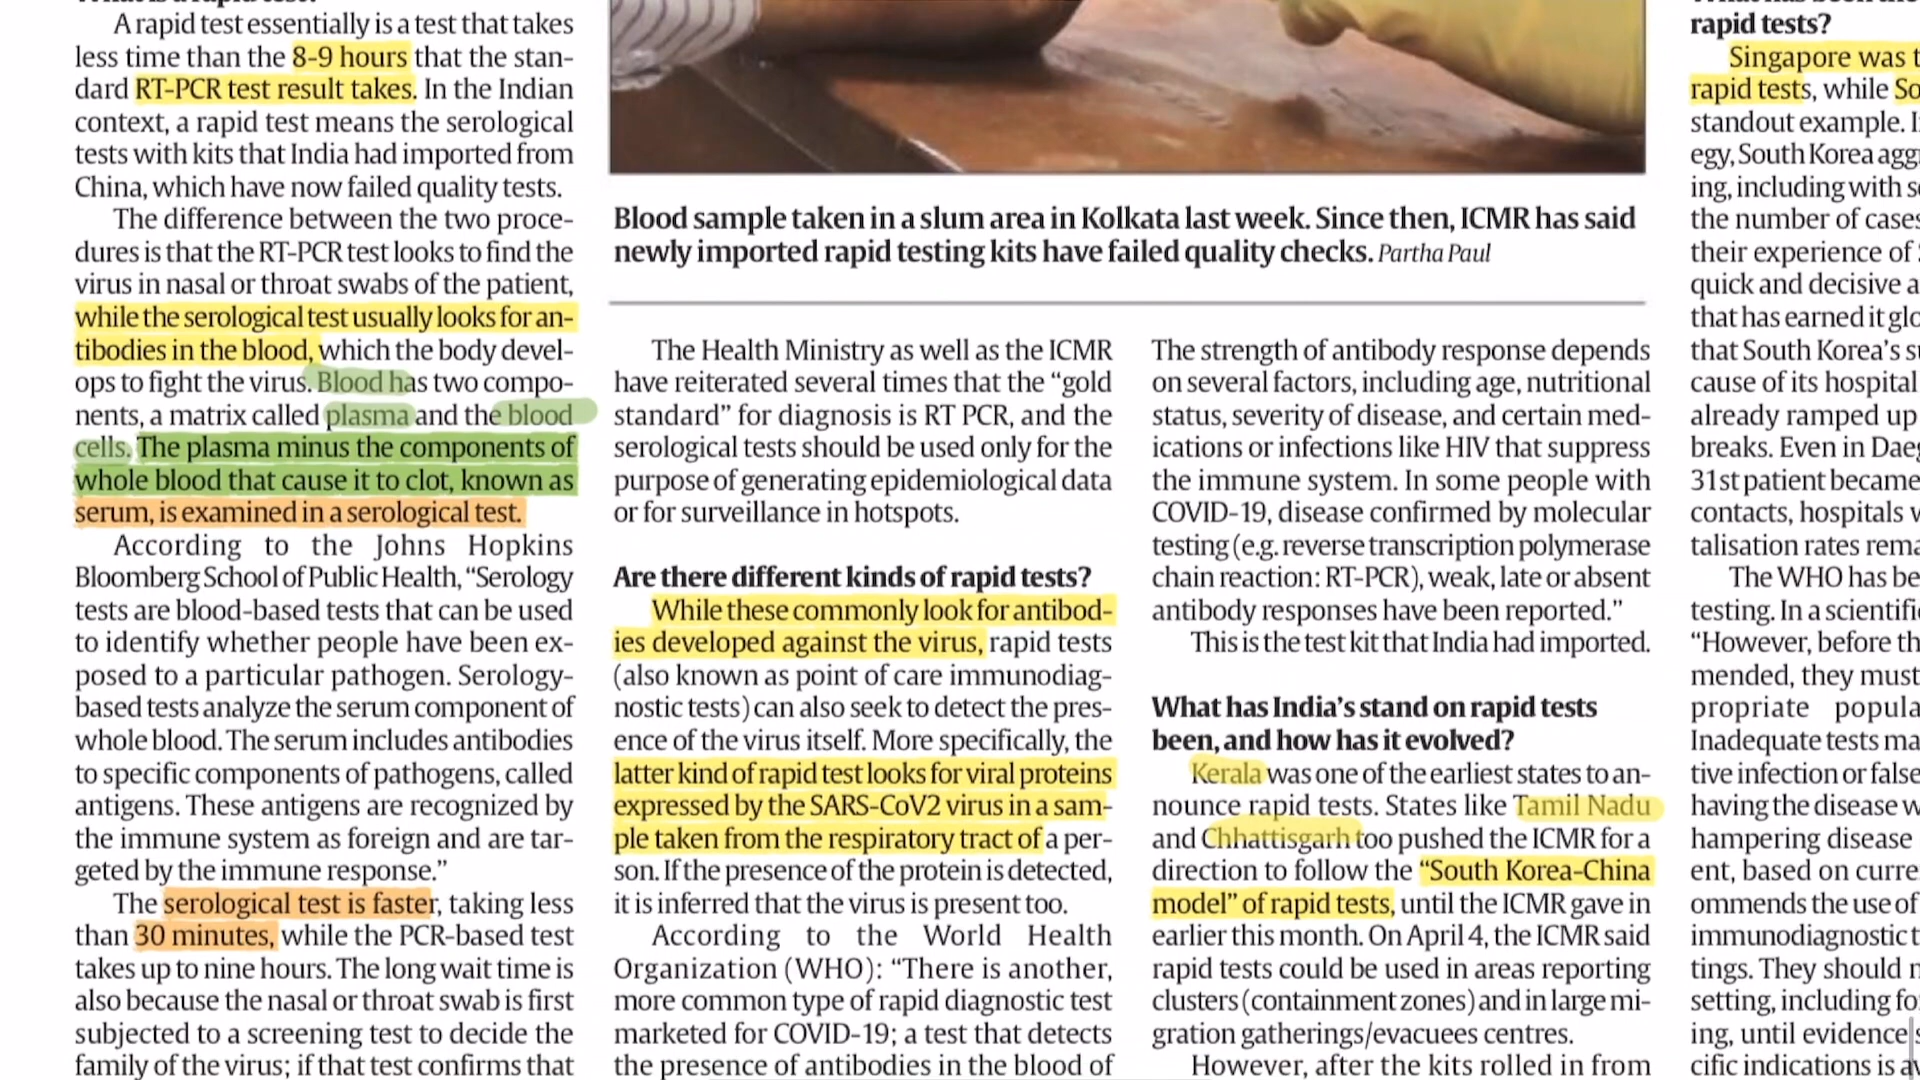 A rapid test essentially is a test that takes
less time than the 8-9 hours that the stan-
dard RT-PCR test result takes. In the Indian
context, a rapid test means the serological
tests with kits that India had imported from
China, which have now failed quality tests.
The difference between the two proce-
dures is that the RT-PCR test looks to find the
virus in nasal or throat swabs of the patient,
while the serological test usually looks for an-
tibodies in the blood, which the body devel-
ops to fight the virus. Blood has two compo-
nents, a matrix called plasma and the blood
cells. The plasma minus the components of
whole blood that cause it to clot, known as
serum, is examined in a serological test.
According to the Johns Hopkins
Bloomberg School of Public Health, “Serology
tests are blood-based tests that can be used
to identify whether people have been ex-
posed to a particular pathogen. Serology-
based tests analyze the serum component of
whole blood. The serum includes antibodies
to specific components of pathogens, called
antigens. These antigens are recognized by
the immune system as foreign and are tar-
geted by the immune response.”
The serological test is faster, taking less
than 30 minutes, while the PCR-based test
takes up to nine hours. The long wait time is
also because the nasal or throat swab is first
subjected to a screening test to decide the
family of the virus; if that test confirms that
Blood sample taken in a slum area in Kolkata last week. Since then, ICMR has said
newly imported rapid testing kits have failed quality checks. Partha Paul
The Health Ministry as well as the ICMR
have reiterated several times that the “gold
standard” for diagnosis is RT PCR, and the
serological tests should be used only for the
purpose of generating epidemiological data
or for surveillance in hotspots.
Are there different kinds of rapid tests?
While these commonly look for antibod-
ies developed against the virus, rapid tests
(also known as point of care immunodiag-
nostic tests) can also seek to detect the pres-
ence of the virus itself. More specifically, the
latter kind of rapid test looks for viral proteins
expressed by the SARS-CoV2 virus in a sam-
ple taken from the respiratory tract of a per-
son. If the presence of the protein is detected,
it is inferred that the virus is present too.
According to the World Health
Organization (WHO): “There is another,
more common type of rapid diagnostic test
marketed for COVID-19; a test that detects
the presence of antibodies in the blood of
The strength of antibody response depends
on several factors, including age, nutritional
status, severity of disease, and certain med-
ications or infections like HIV that suppress
the immune system. In some people with
COVID-19, disease confirmed by molecular
testing (e.g. reverse transcription polymerase
chain reaction: RT-PCR), weak, late or absent
antibody responses have been reported.”
This is the test kit that India had imported.
What has India’s stand on rapid tests
been, and how has it evolved?
Kerala was one of the earliest states to an-
nounce rapid tests. States like Tamil Nadu
and Chhattisgarh too pushed the ICMR for a
direction to follow the “South Korea-China
model” of rapid tests, until the ICMR gave in
earlier this month. On April 4, the ICMR said
rapid tests could be used in areas reporting
clusters (containment zones) and in large mi-
gration gatherings/evacuees centres.
However, after the kits rolled in from
rapid tests?
Singapore was
rapid tests, while
standout example.
egy, South Korea
ing, including with
the number of cases
their experience of
quick and decisive
that has earned it
that South Korea’s
cause of its hospital
already ramped up
breaks. Even in
31st patient became
contacts, hospitals
talisation rates
The WHO has
testing. In a
“However, before
mended, they must
propriate
Inadequate tests
tive infection or false
having the disease
hampering disease
ent, based on
ommends the use of
immunodiagnostic
tings. They should
setting, including
ing, until evidence
cific indications is